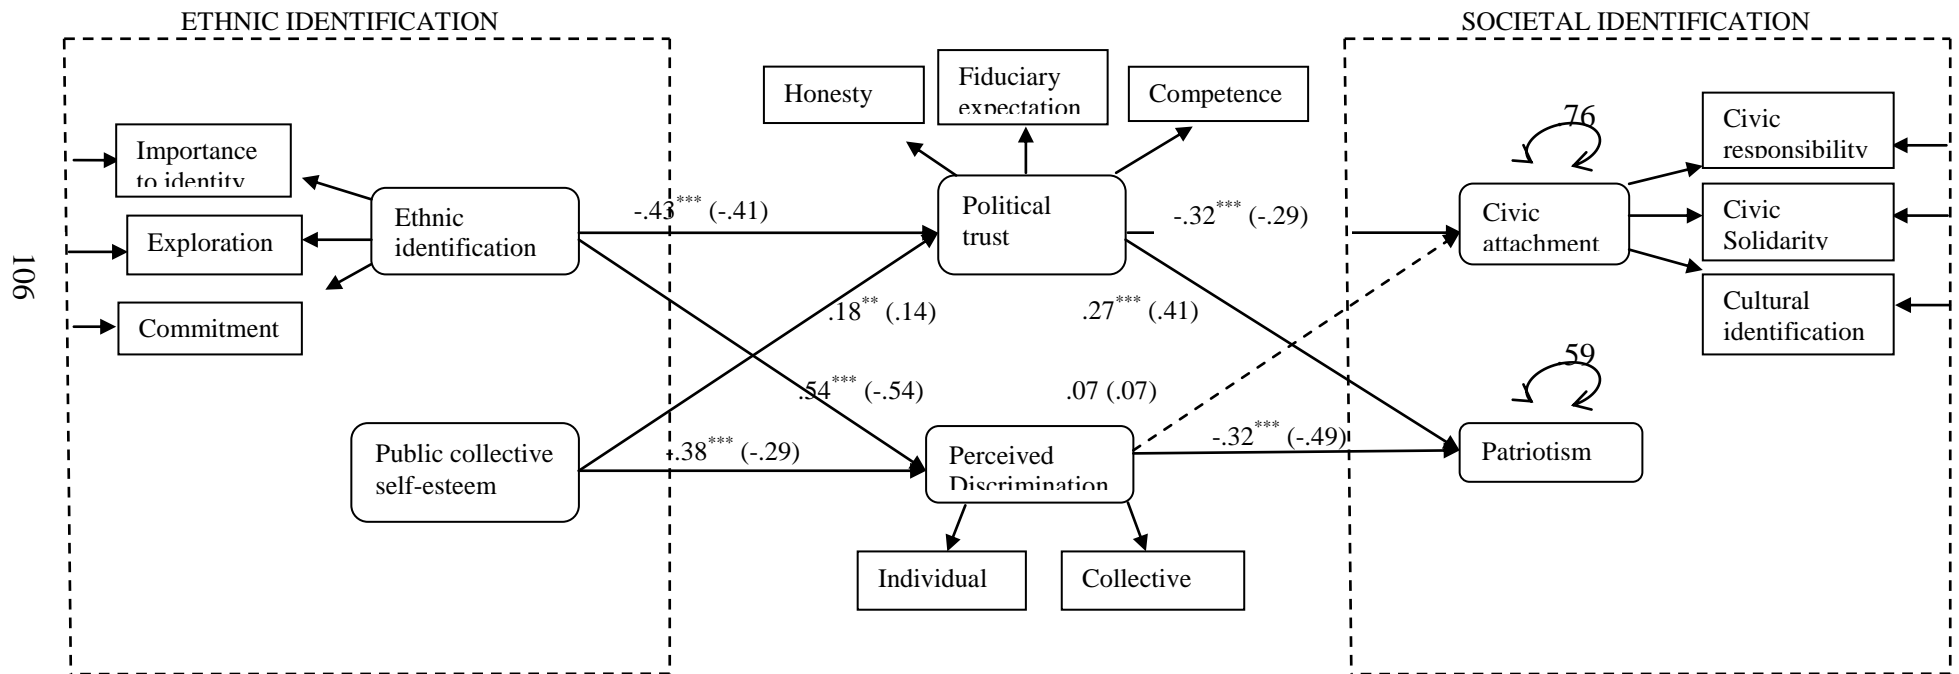 ETHNIC IDENTIFICATION
SOCIETAL IDENTIFICATION
Honesty
Fiduciary
expectation
Competence
76
Civic
responsibility
Importance
to identity
Ethnic
identification
-.43*** (-.41)
Political
trust
-.32*** (-.29)
Civic
attachment
Civic
Solidarity
Exploration
106
Commitment
.18** (.14)
.27*** (.41)
Cultural
identification
59
.54*** (-.54)
.07 (.07)
Public collective
self-esteem
-.38*** (-.29)
Perceived
Discrimination
-.32*** (-.49)
Patriotism
Individual
Collective